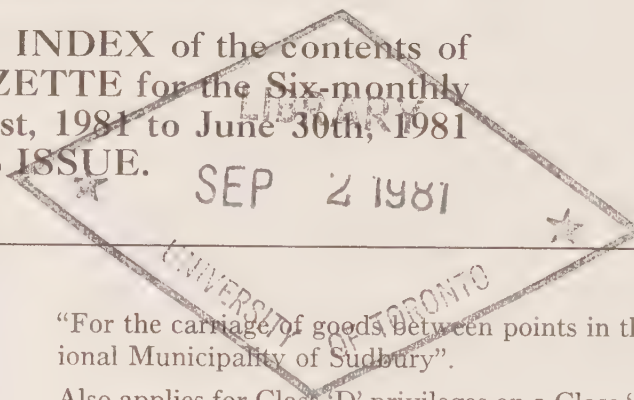 INDEX of the contents of
ZETTE for the Six-monthly
st, 1981 to June 30th, 1981
ISSUE.
LIBRARY
SEP 2 1981
UNIVERSITY OF TORONTO
“For the carriage of goods between points in th
ional Municipality of Sudbury”.
Also applies for Class ‘D’ privileges on a Class